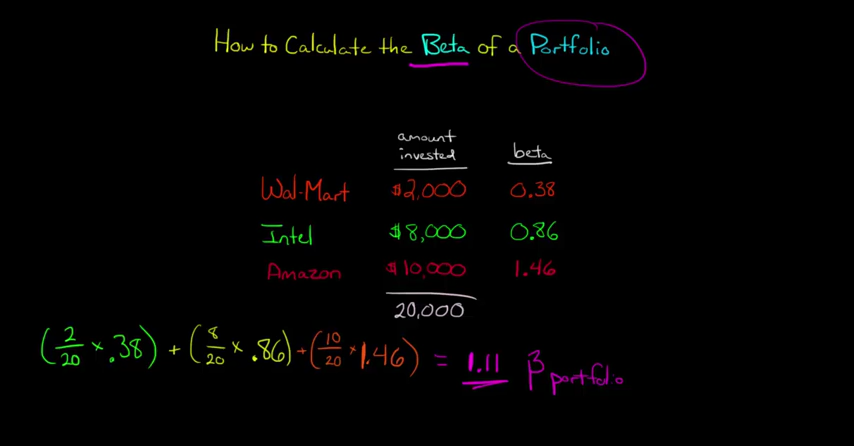 How to Calculate the Beta of a Portfolio
amount
invested beta
Wal-Mart $2,000 0.38
Intel $8,000 0.86
Amazon $10,000 1.46
20,000
(2/20 × .38) + (8/20 × .86) + (10/20 × 1.46) = 1.11 β portfolio